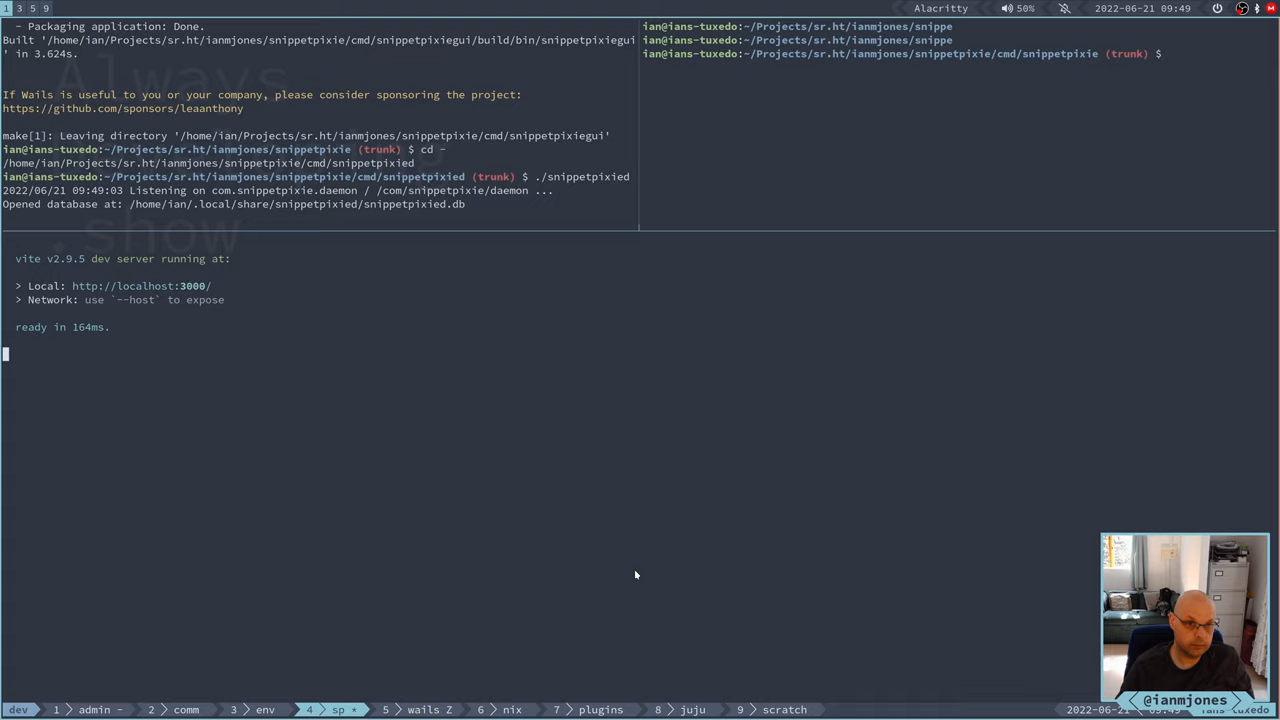 1 3 5 9
Alacritty 50% 2022-06-21 09:49
- Packaging application: Done.
Built '/home/ian/Projects/sr.ht/ianmjones/snippetpixie/cmd/snippetpixiegui/build/bin/snippetpixiegui
' in 3.624s.
Always
If Wails is useful to you or your company, please consider sponsoring the project:
https://github.com/sponsors/leaanthony
make[1]: Leaving directory '/home/ian/Projects/sr.ht/ianmjones/snippetpixie/cmd/snippetpixiegui'
ian@ians-tuxedo:~/Projects/sr.ht/ianmjones/snippetpixie (trunk) $ cd -
/home/ian/Projects/sr.ht/ianmjones/snippetpixie/cmd/snippetpixied
ian@ians-tuxedo:~/Projects/sr.ht/ianmjones/snippetpixie/cmd/snippetpixied (trunk) $ ./snippetpixied
2022/06/21 09:49:03 Listening on com.snippetpixie.daemon / /com/snippetpixie/daemon ...
Opened database at: /home/ian/.local/share/snippetpixied/snippetpixied.db
.show
ian@ians-tuxedo:~/Projects/sr.ht/ianmjones/snippe
ian@ians-tuxedo:~/Projects/sr.ht/ianmjones/snippe
ian@ians-tuxedo:~/Projects/sr.ht/ianmjones/snippetpixie/cmd/snippetpixie (trunk) $
vite v2.9.5 dev server running at:
> Local: http://localhost:3000/
> Network: use `--host` to expose
ready in 164ms.
@ianmjones
dev 1 admin - 2 comm 3 env 4 sp * 5 wails Z 6 nix 7 plugins 8 juju 9 scratch 2022-06-21